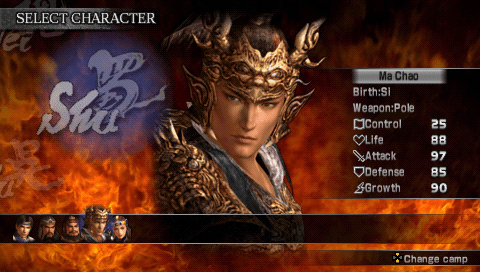 SELECT CHARACTER
蜀
Shu
Ma Chao
Birth:Si
Weapon:Pole
Control 25
Life 88
Attack 97
Defense 85
Growth 90
Change camp